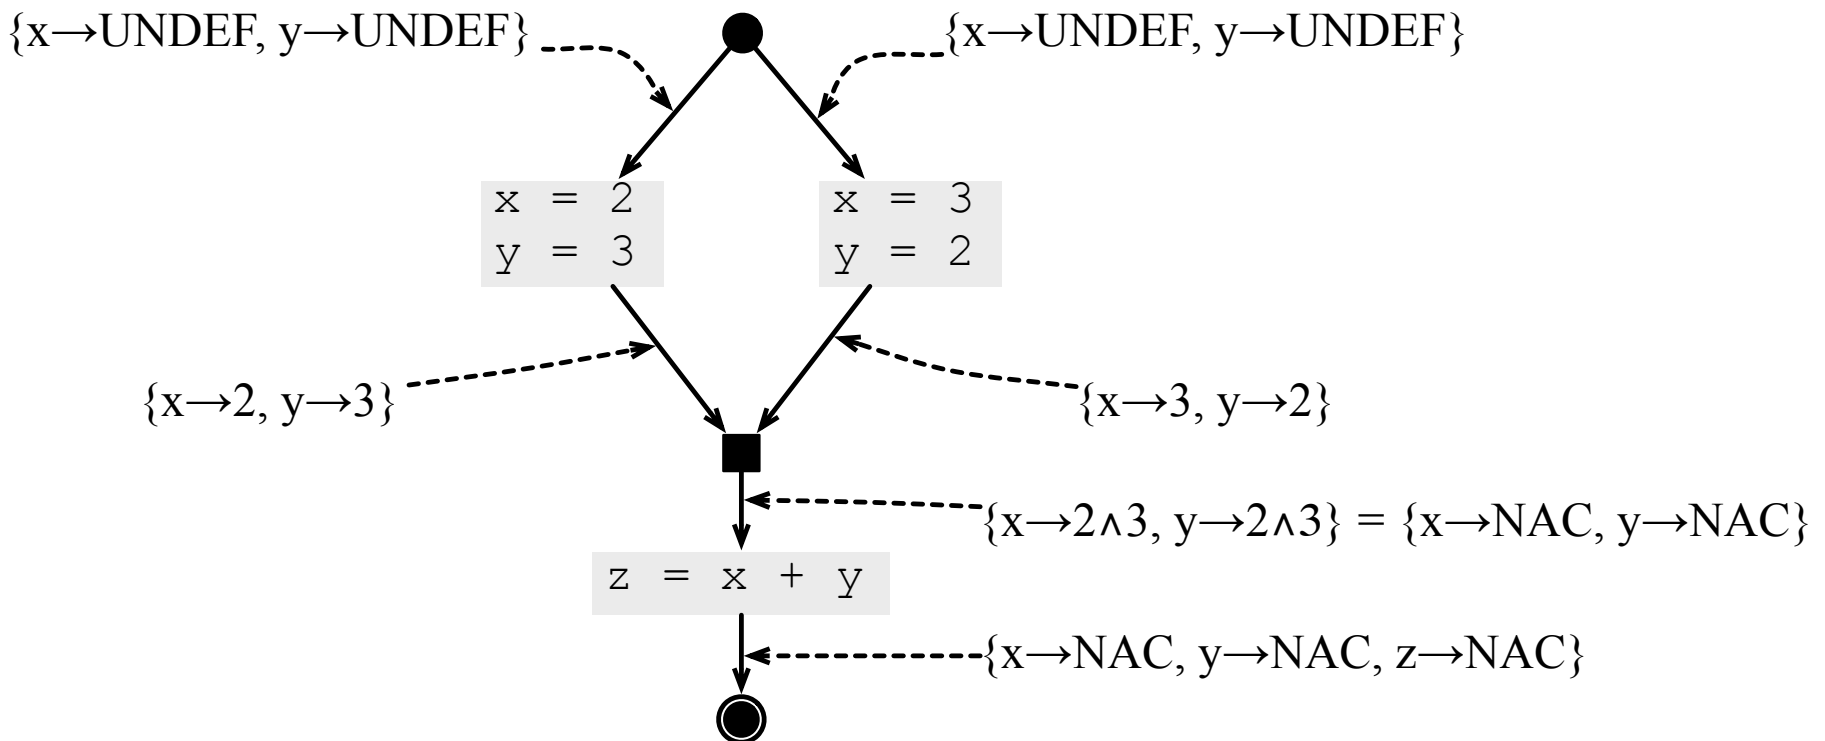 {x→UNDEF, y→UNDEF}
{x→UNDEF, y→UNDEF}
x = 2
y = 3
x = 3
y = 2
{x→2, y→3}
{x→3, y→2}
{x→2∧3, y→2∧3} = {x→NAC, y→NAC}
z = x + y
{x→NAC, y→NAC, z→NAC}